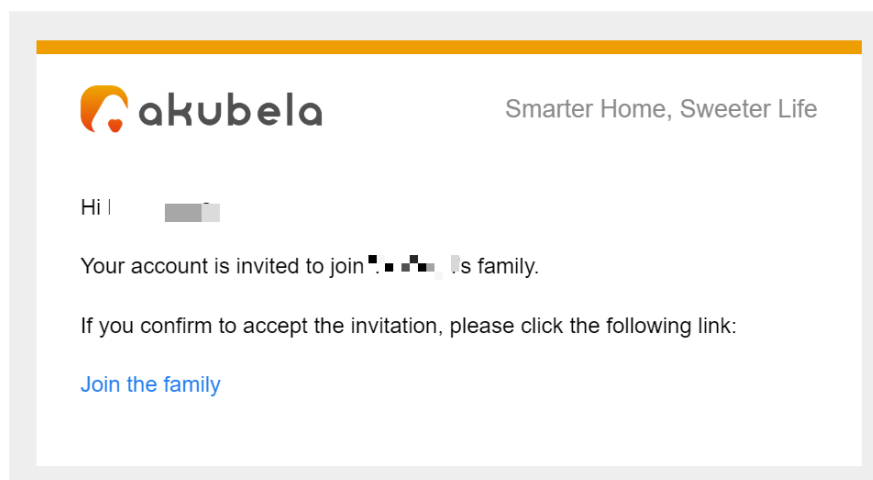 akubela
Smarter Home, Sweeter Life
Hi
Your account is invited to join 's family.
If you confirm to accept the invitation, please click the following link:
Join the family